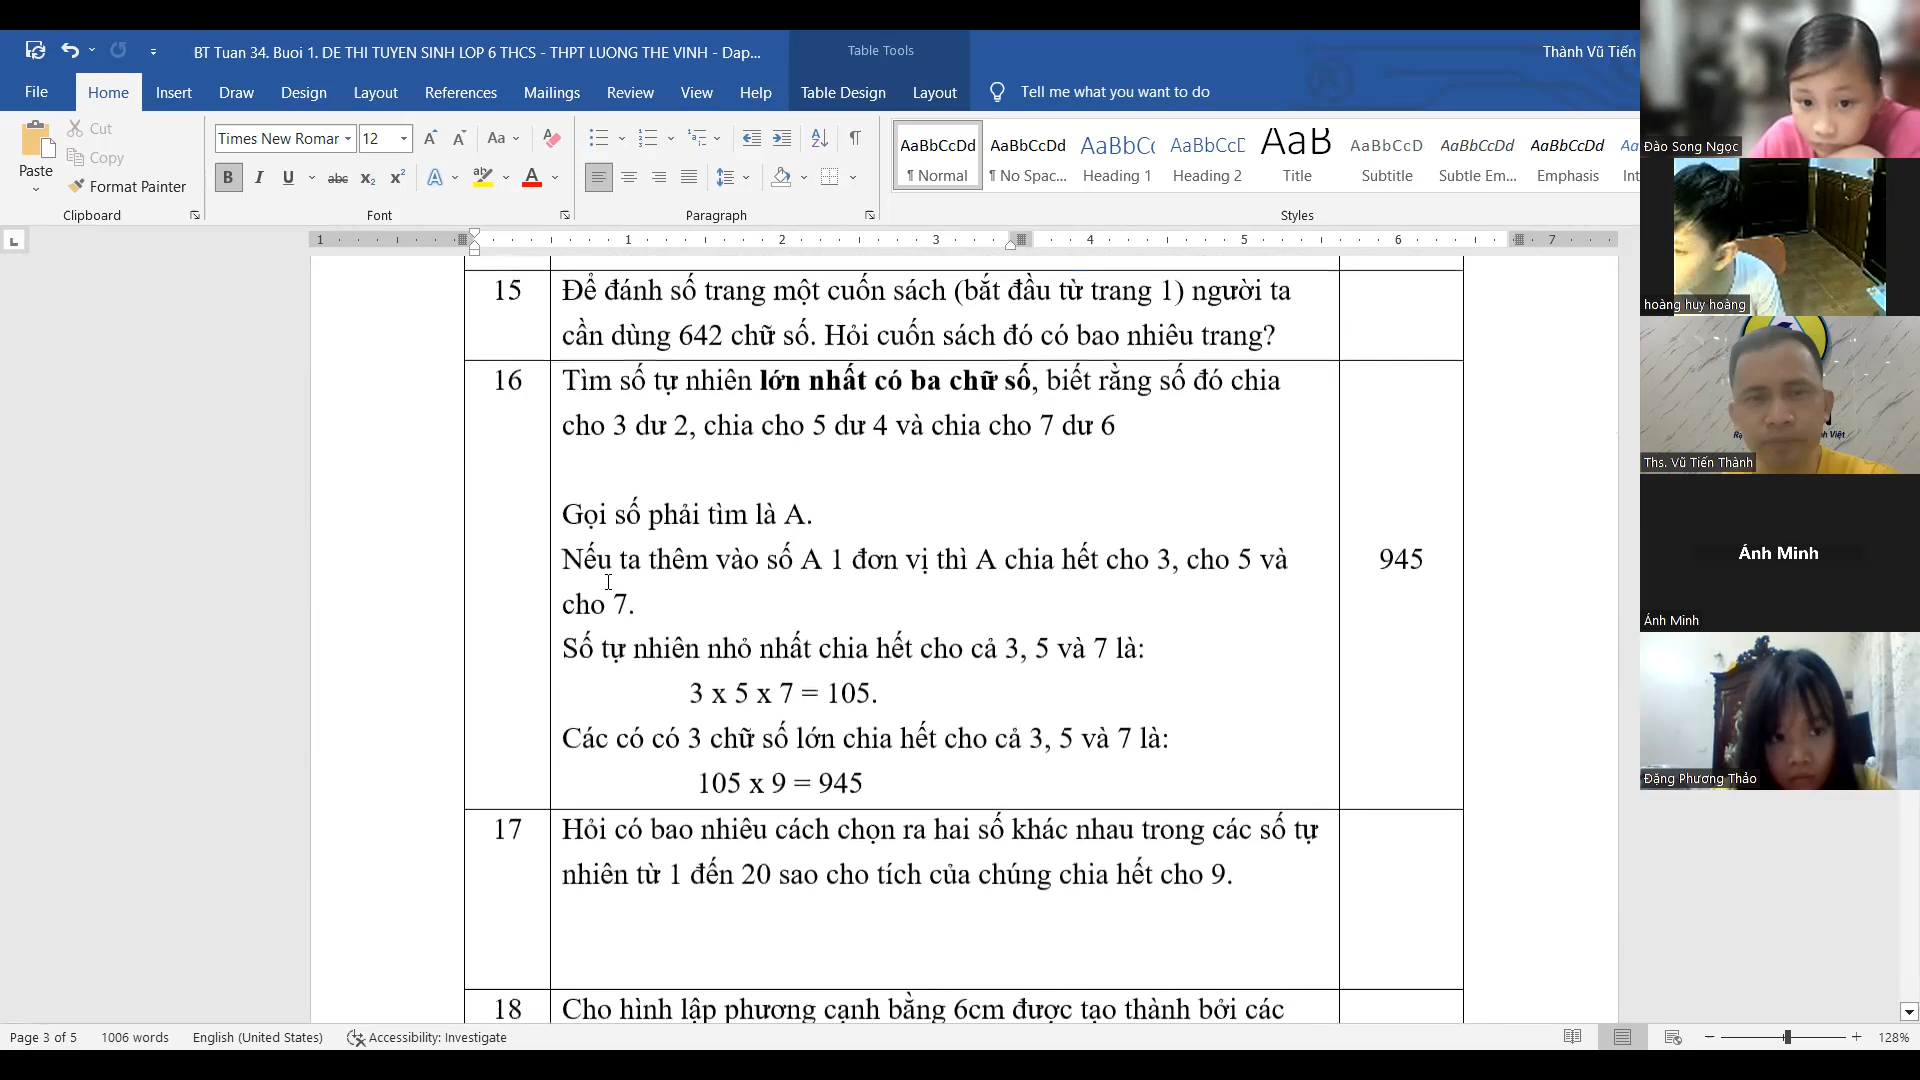 BT Tuan 34. Buoi 1. DE THI TUYEN SINH LOP 6 THCS - THPT LUONG THE VINH - Dap...
Table Tools
Thành Vũ Tiến
File Home Insert Draw Design Layout References Mailings Review View Help Table Design Layout Tell me what you want to do
Paste
Cut
Copy
Format Painter
Clipboard
Times New Roman 12
Font
Paragraph
AaBbCcDd AaBbCcDd AaBbC AaBbCcE AaB AaBbCcD AaBbCcDd AaBbCcDd
¶ Normal ¶ No Spac... Heading 1 Heading 2 Title Subtitle Subtle Em... Emphasis
Styles
1 1 2 3 4 5 6 7
15 Để đánh số trang một cuốn sách (bắt đầu từ trang 1) người ta
cần dùng 642 chữ số. Hỏi cuốn sách đó có bao nhiêu trang?
16 Tìm số tự nhiên lớn nhất có ba chữ số, biết rằng số đó chia
cho 3 dư 2, chia cho 5 dư 4 và chia cho 7 dư 6
Gọi số phải tìm là A.
Nếu ta thêm vào số A 1 đơn vị thì A chia hết cho 3, cho 5 và
cho 7.
945
Số tự nhiên nhỏ nhất chia hết cho cả 3, 5 và 7 là:
3 x 5 x 7 = 105.
Các có có 3 chữ số lớn chia hết cho cả 3, 5 và 7 là:
105 x 9 = 945
17 Hỏi có bao nhiêu cách chọn ra hai số khác nhau trong các số tự
nhiên từ 1 đến 20 sao cho tích của chúng chia hết cho 9.
18 Cho hình lập phương cạnh bằng 6cm được tạo thành bởi các
Page 3 of 5 1006 words English (United States) Accessibility: Investigate 128%
Đào Song Ngọc
hoàng huy hoàng
Ths. Vũ Tiến Thành
Ánh Minh
Ánh Minh
Đặng Phương Thảo